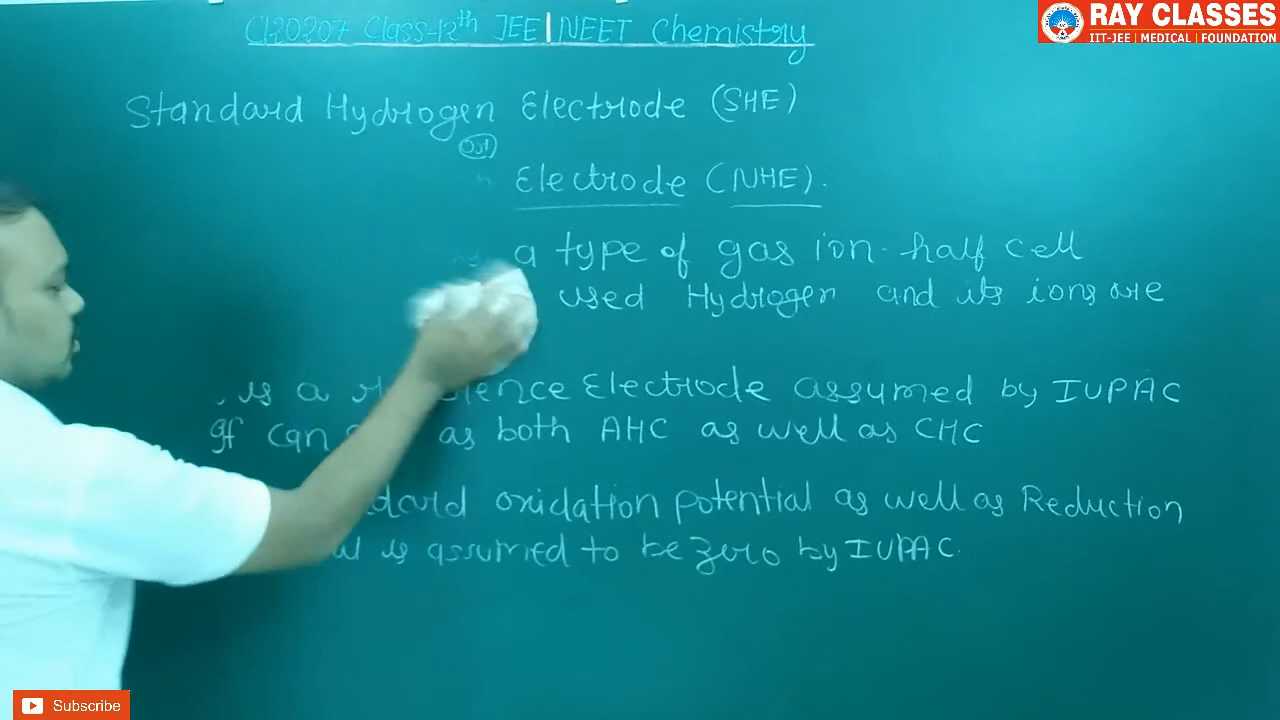 C120207 Class-12th JEE|NEET Chemistry
RAY CLASSES
IIT-JEE | MEDICAL | FOUNDATION
Standard Hydrogen Electrode (SHE)
(or)
Electrode (NHE).
a type of gas ion-half cell
used Hydrogen and its ions are
is a Electrode assumed by IUPAC
It can as both AHC as well as CHC
oxidation potential as well as Reduction
is assumed to be zero by IUPAC.
Subscribe